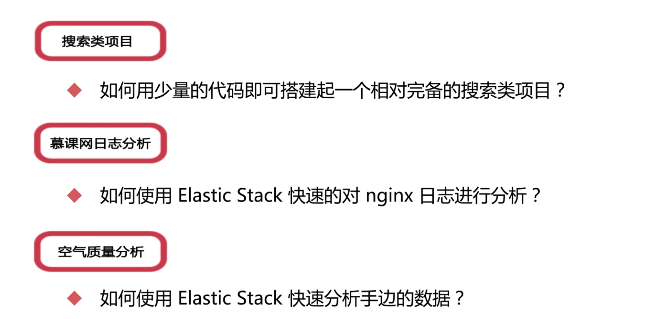 搜索类项目
如何用少量的代码即可搭建起一个相对完备的搜索类项目？
慕课网日志分析
如何使用 Elastic Stack 快速的对 nginx 日志进行分析？
空气质量分析
如何使用 Elastic Stack 快速分析手边的数据？